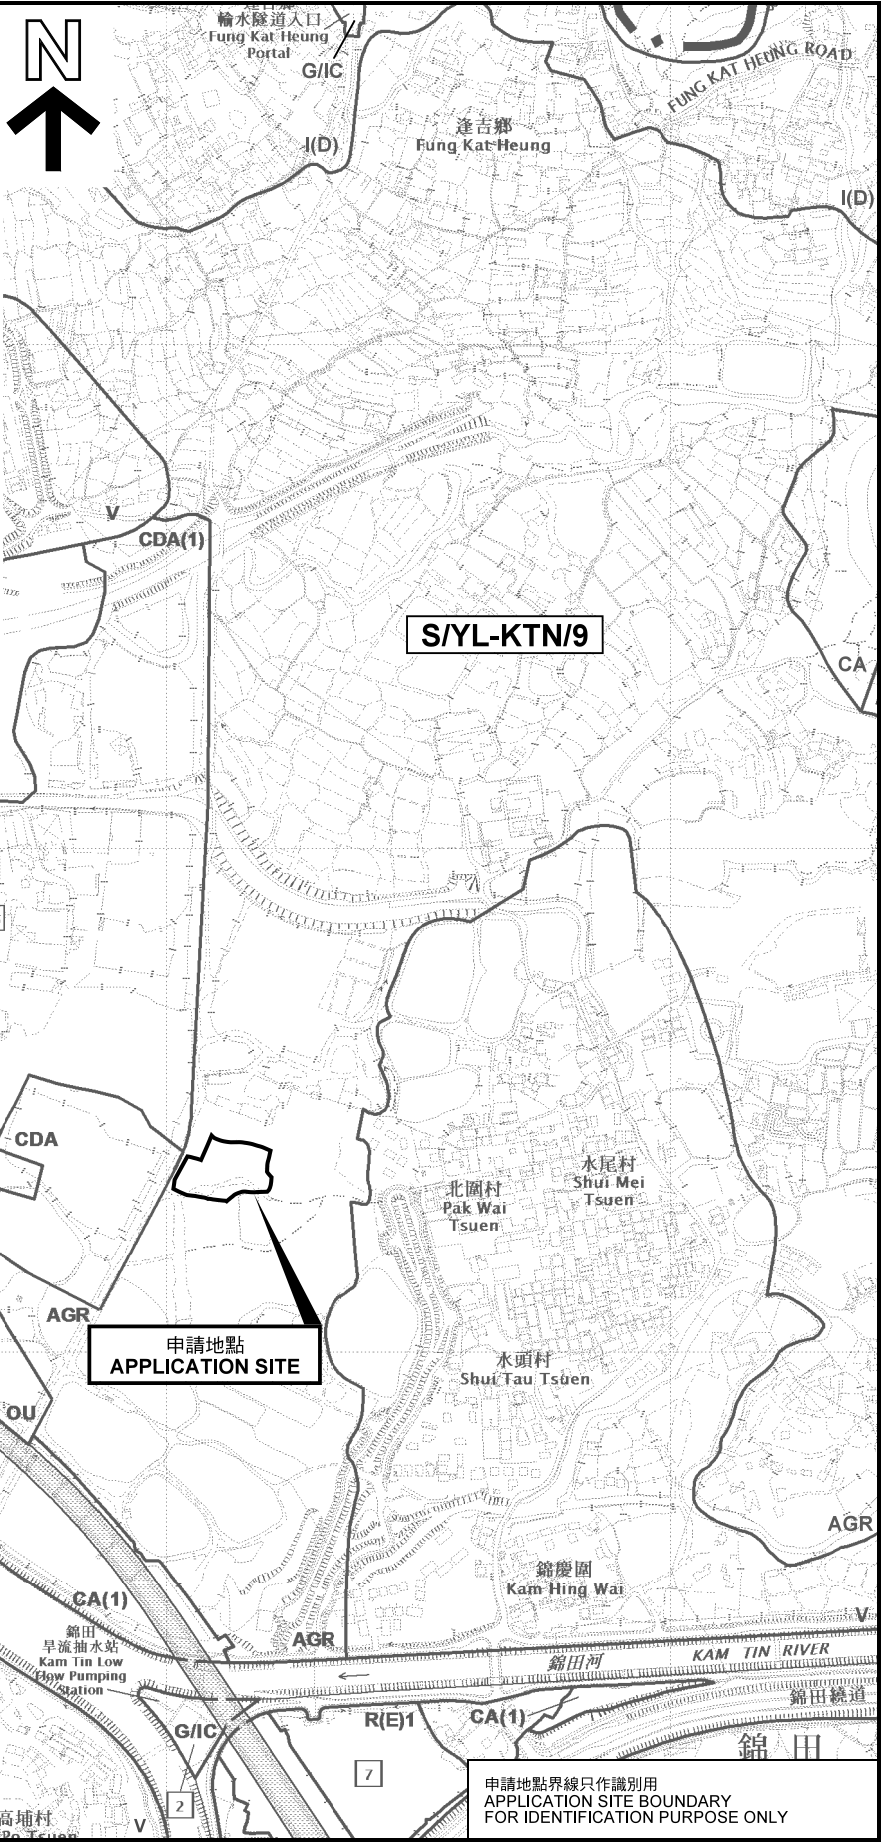 N
輸水隧道入口
Fung Kat Heung
Portal
G/IC
FUNG KAT HEUNG ROAD
逢吉鄉
Fung Kat Heung
I(D)
I(D)
V
CDA(1)
S/YL-KTN/9
CA
CDA
水尾村
Shui Mei
Tsuen
北圍村
Pak Wai
Tsuen
AGR
申請地點
APPLICATION SITE
水頭村
Shui Tau Tsuen
OU
AGR
錦慶圍
Kam Hing Wai
CA(1)
V
錦田
旱流抽水站
Kam Tin Low
Flow Pumping
Station
AGR
錦田河
KAM TIN RIVER
錦田繞道
R(E)1
CA(1)
G/IC
錦田
7
2
申請地點界線只作識別用
APPLICATION SITE BOUNDARY
FOR IDENTIFICATION PURPOSE ONLY
高埔村
Po Tsuen
V